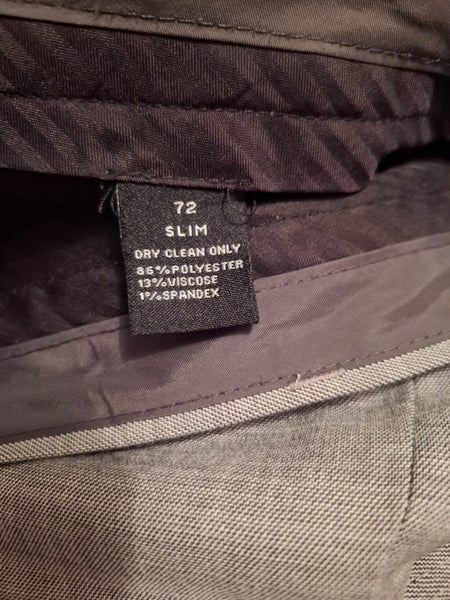 72
SLIM
DRY CLEAN ONLY
86%POLYESTER
13%VISCOSE
1%SPANDEX